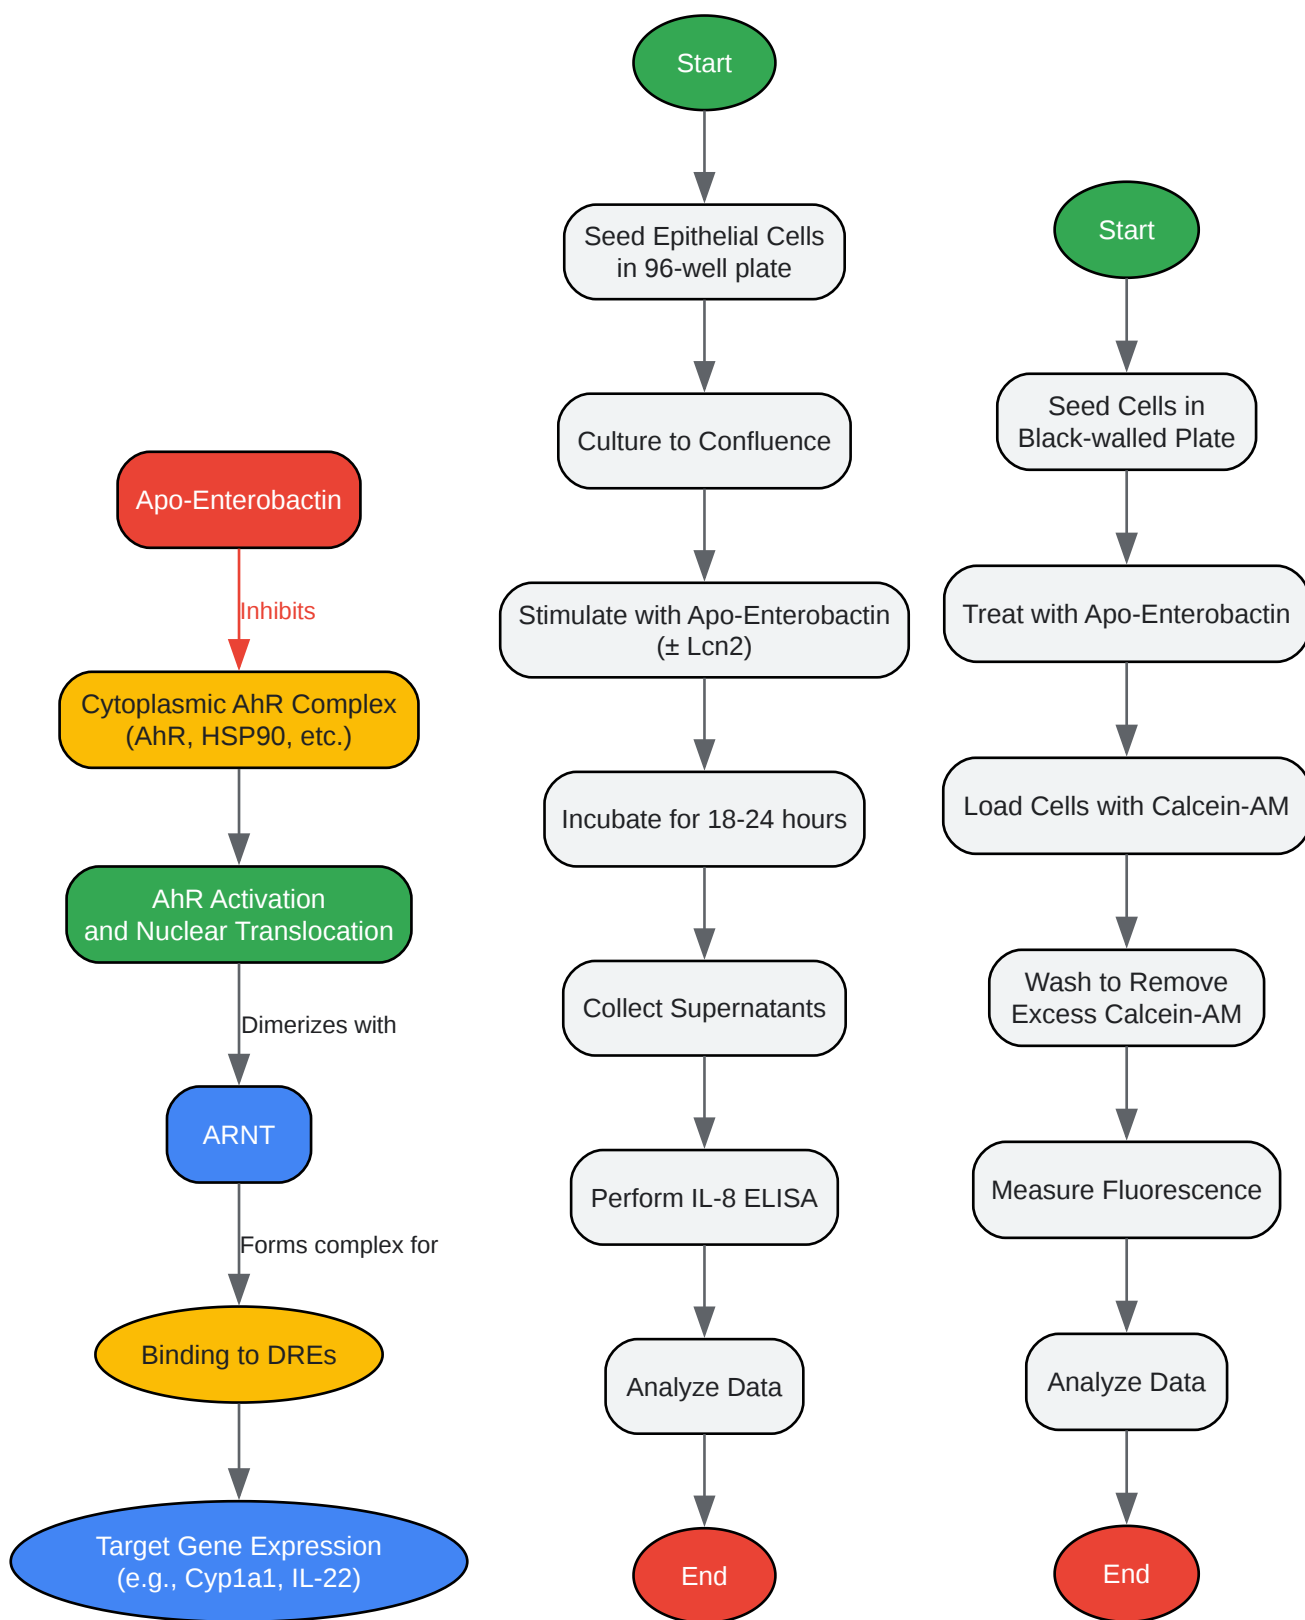 Apo-Enterobactin
Inhibits
Cytoplasmic AhR Complex
(AhR, HSP90, etc.)
AhR Activation
and Nuclear Translocation
Dimerizes with
ARNT
Forms complex for
Binding to DREs
Target Gene Expression
(e.g., Cyp1a1, IL-22)
Start
Seed Epithelial Cells
in 96-well plate
Culture to Confluence
Stimulate with Apo-Enterobactin
(± Lcn2)
Incubate for 18-24 hours
Collect Supernatants
Perform IL-8 ELISA
Analyze Data
End
Start
Seed Cells in
Black-walled Plate
Treat with Apo-Enterobactin
Load Cells with Calcein-AM
Wash to Remove
Excess Calcein-AM
Measure Fluorescence
Analyze Data
End